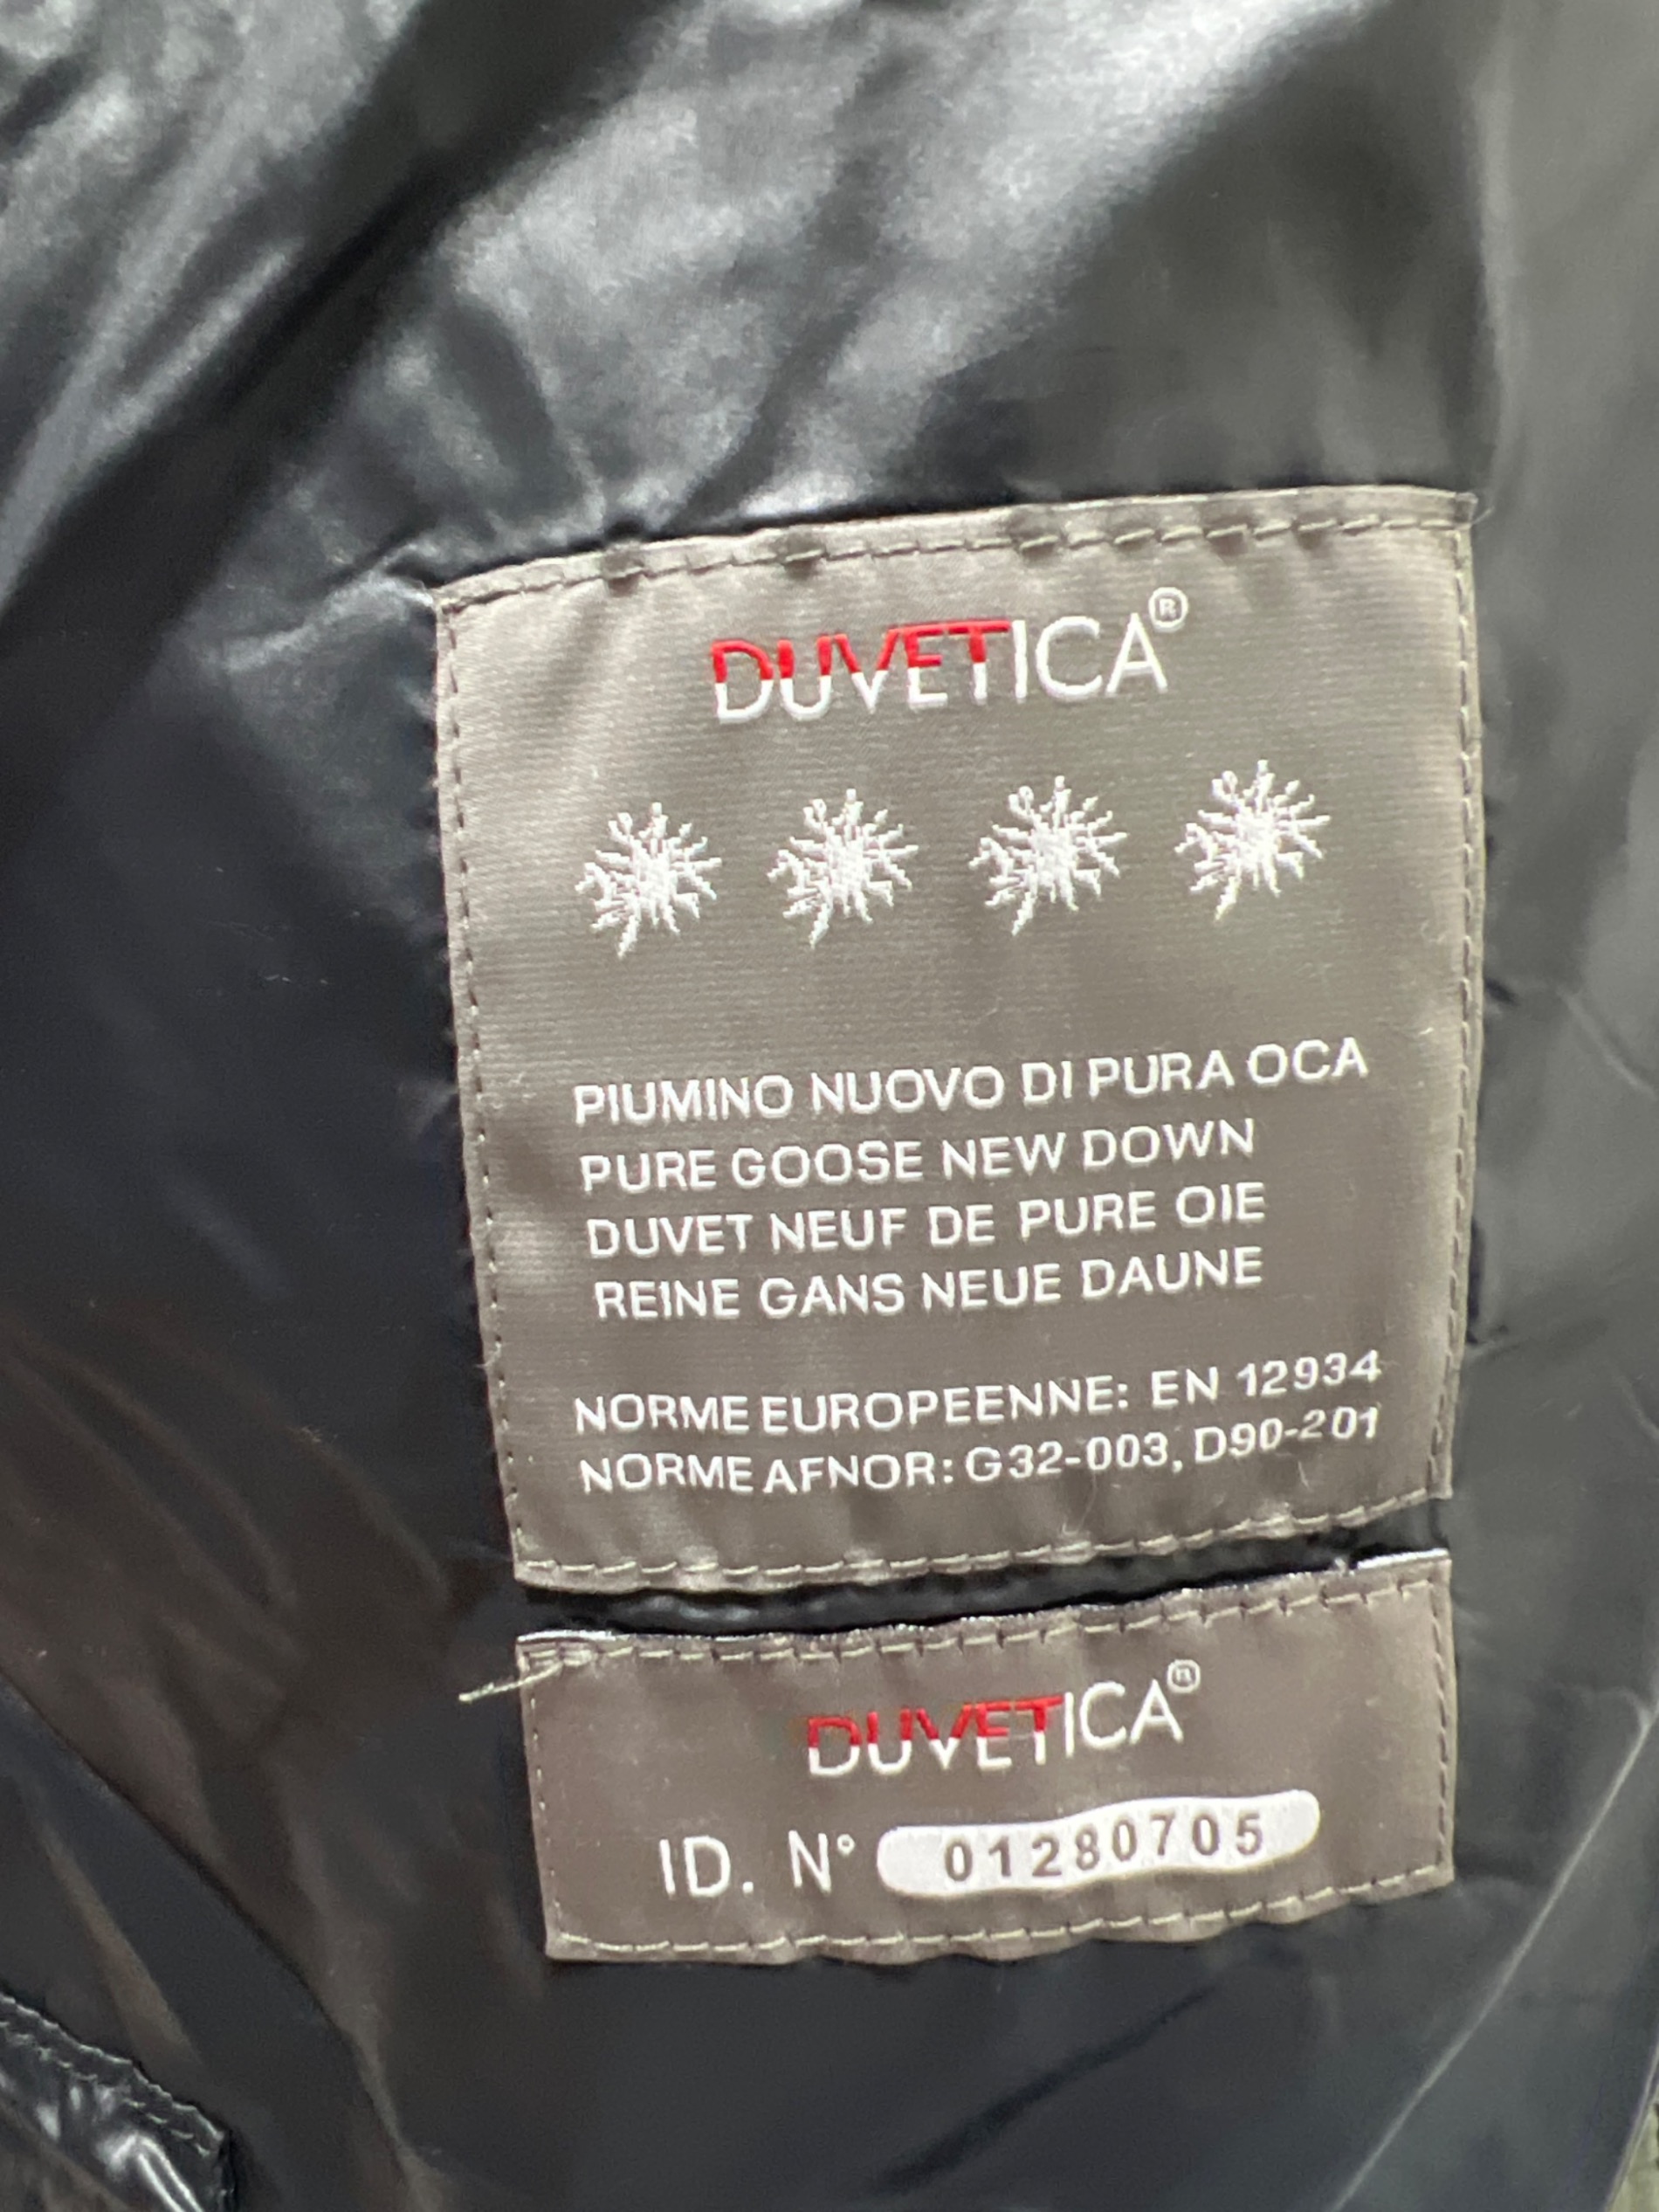 DUVETICA®
PIUMINO NUOVO DI PURA OCA
PURE GOOSE NEW DOWN
DUVET NEUF DE PURE OIE
REINE GANS NEUE DAUNE
NORME EUROPEENNE: EN 12934
NORME AFNOR: G32-003, D90-201
DUVETICA®
ID. N° 01280705